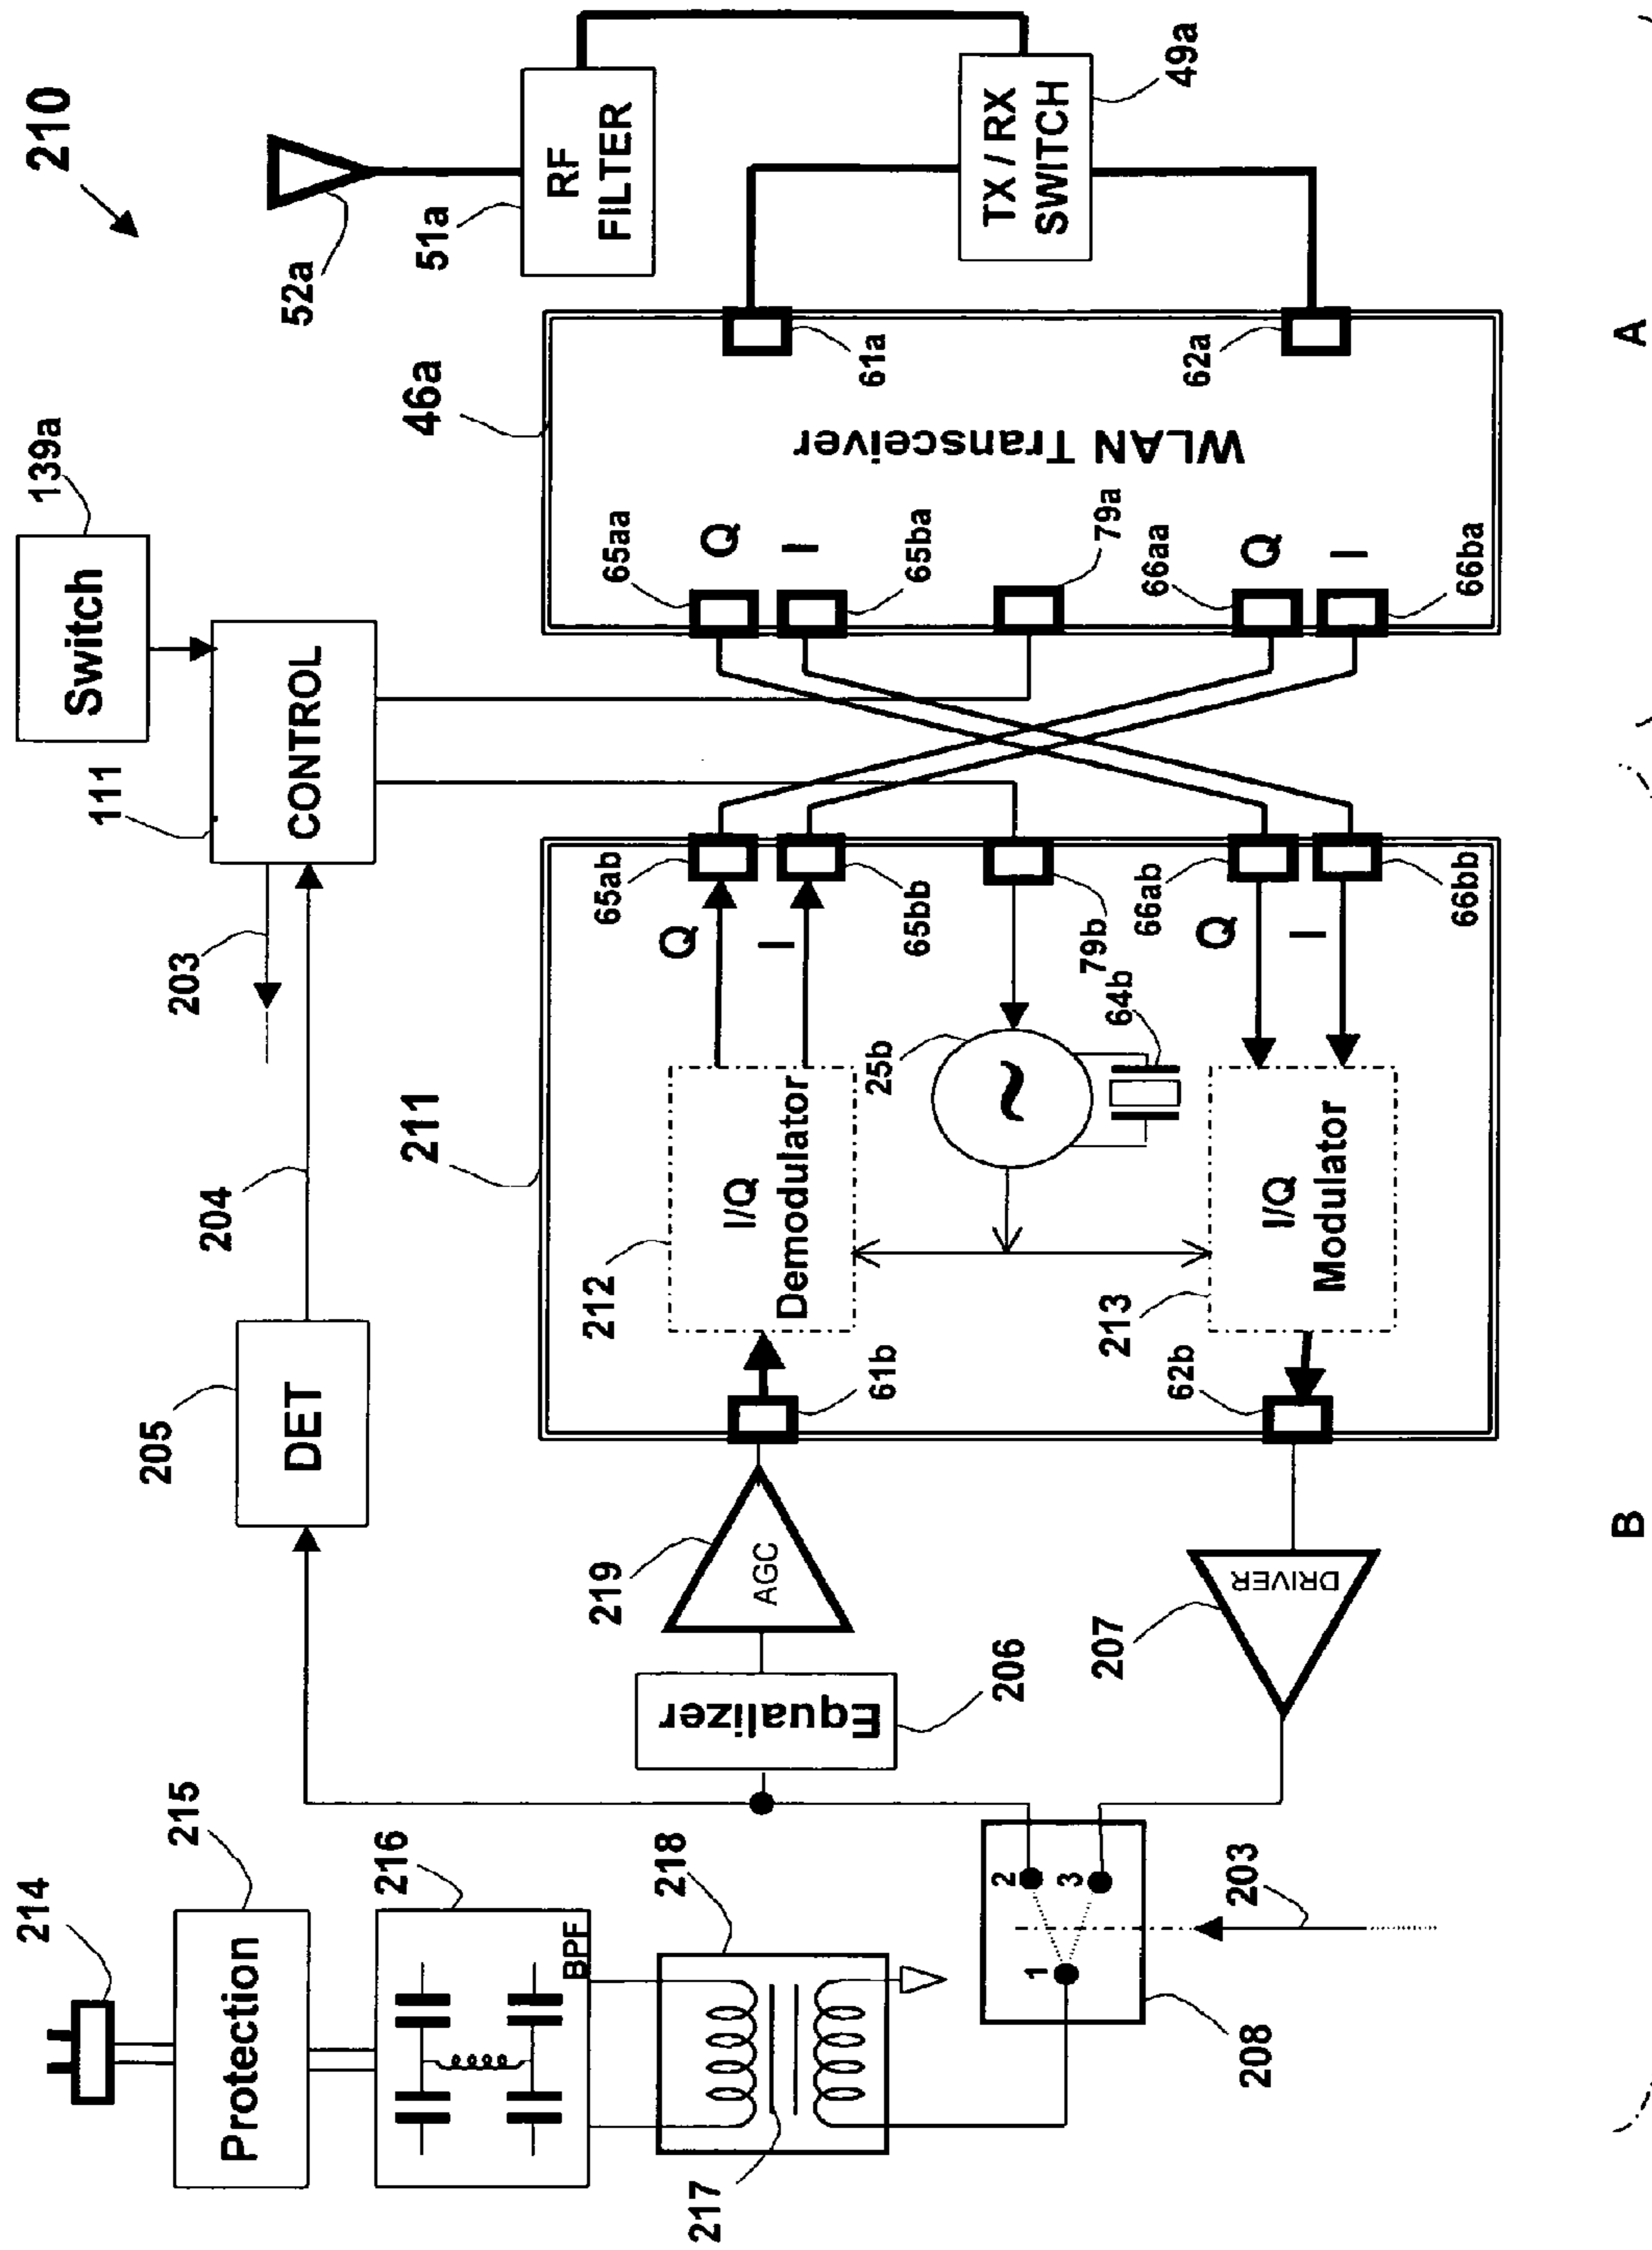 210
52a
51a
RF
FILTER
TX / RX
SWITCH
49a
139a
Switch
111
CONTROL
46a
WLAN Transceiver
61a
62a
65aa
Q
I
65ba
79a
66aa
Q
I
66ba
203
204
205
DET
211
65ab
Q
I
65bb
79b
66ab
Q
I
66bb
212
I/Q
Demodulator
25b
64b
213
I/Q
Modulator
61b
62b
219
AGC
207
DRIVER
Equalizer
206
214
215
Protection
216
BPF
218
217
1
2
3
203
208
A
B